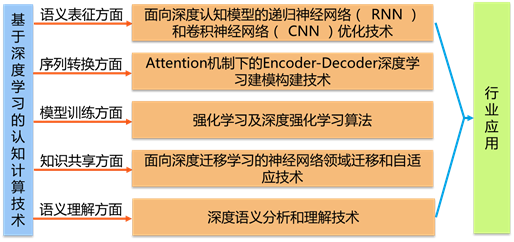 基于深度学习的认知计算技术
语义表征方面
面向深度认知模型的递归神经网络（ RNN ）
和卷积神经网络（ CNN ）优化技术
序列转换方面
Attention机制下的Encoder-Decoder深度学
习建模构建技术
模型训练方面
强化学习及深度强化学习算法
知识共享方面
面向深度迁移学习的神经网络领域迁移和自适
应技术
语义理解方面
深度语义分析和理解技术
行业应用